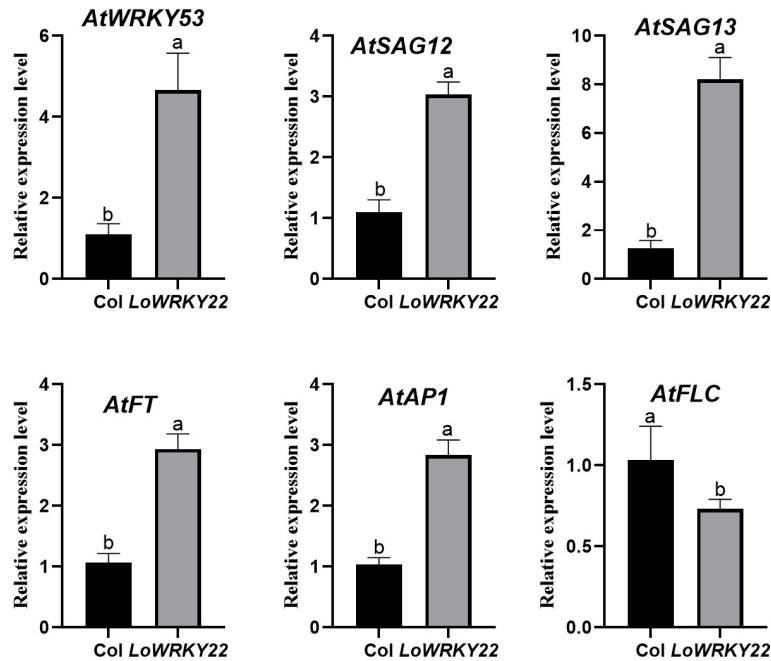 AtWRKY53
Relative expression level
6
4
2
0
a
b
Col LoWRKY22
AtSAG12
Relative expression level
4
3
2
1
0
a
b
Col LoWRKY22
AtSAG13
Relative expression level
10
8
6
4
2
0
a
b
Col LoWRKY22
AtFT
Relative expression level
4
3
2
1
0
a
b
Col LoWRKY22
AtAP1
Relative expression level
4
3
2
1
0
a
b
Col LoWRKY22
AtFLC
Relative expression level
1.5
1.0
0.5
0.0
a
b
Col LoWRKY22